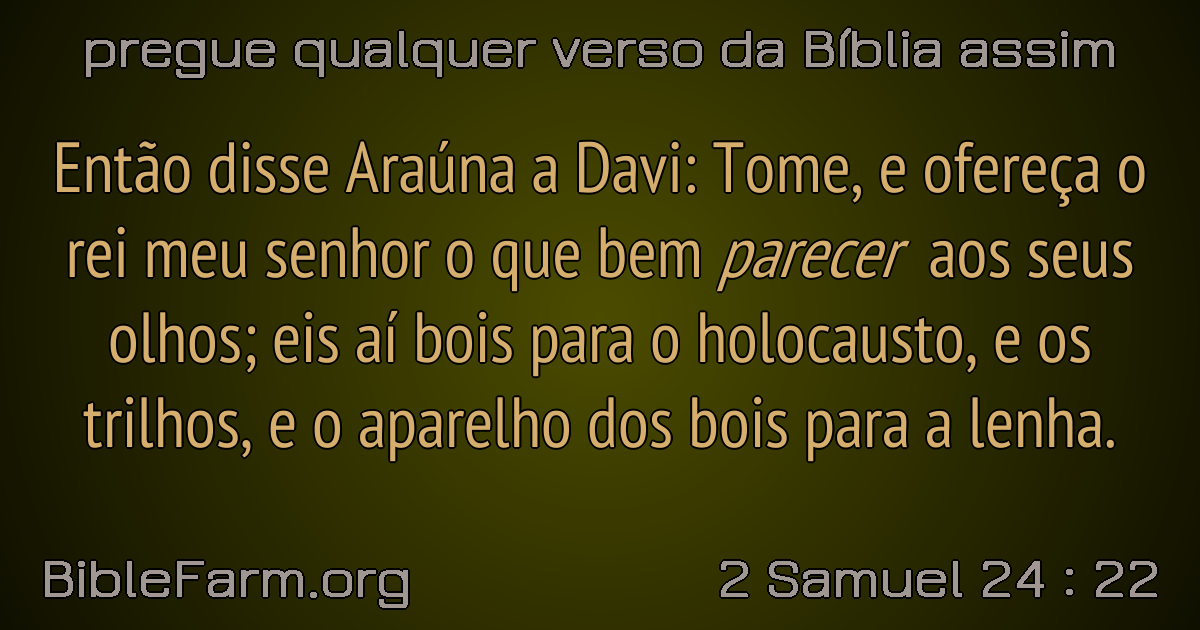 pregue qualquer verso da Bíblia assim
Então disse Araúna a Davi: Tome, e ofereça o
rei meu senhor o que bem parecer aos seus
olhos; eis aí bois para o holocausto, e os
trilhos, e o aparelho dos bois para a lenha.
BibleFarm.org
2 Samuel 24 : 22